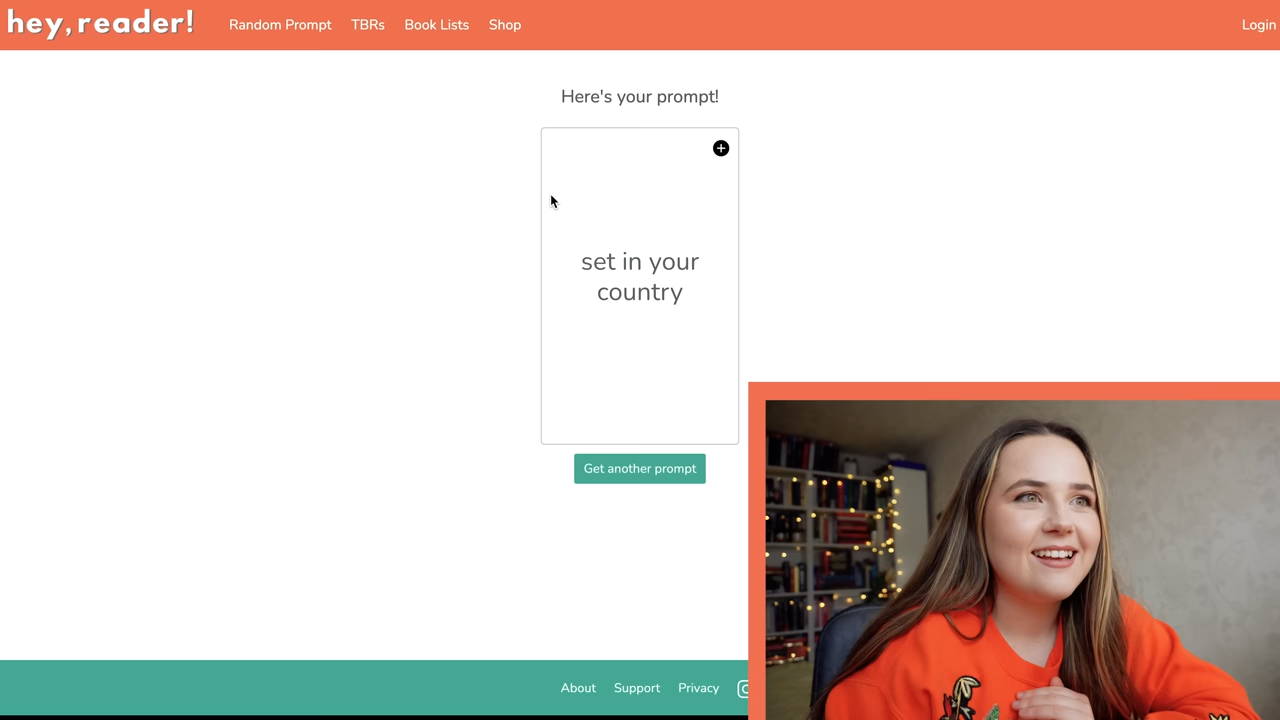 hey, reader!
Random Prompt
TBRs
Book Lists
Shop
Login
Here's your prompt!
set in your
country
Get another prompt
About
Support
Privacy